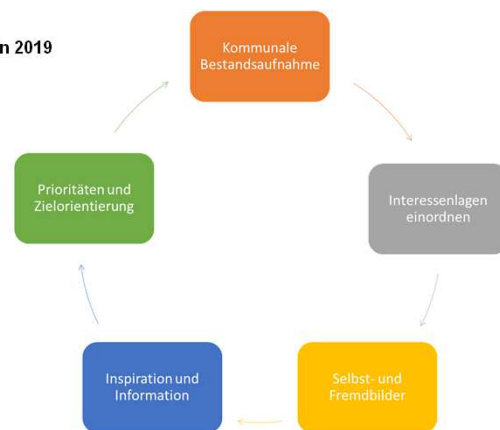 n 2019
Kommunale
Bestandsaufnahme
Interessenlagen
einordnen
Selbst- und
Fremdbilder
Inspiration und
Information
Prioritäten und
Zielorientierung